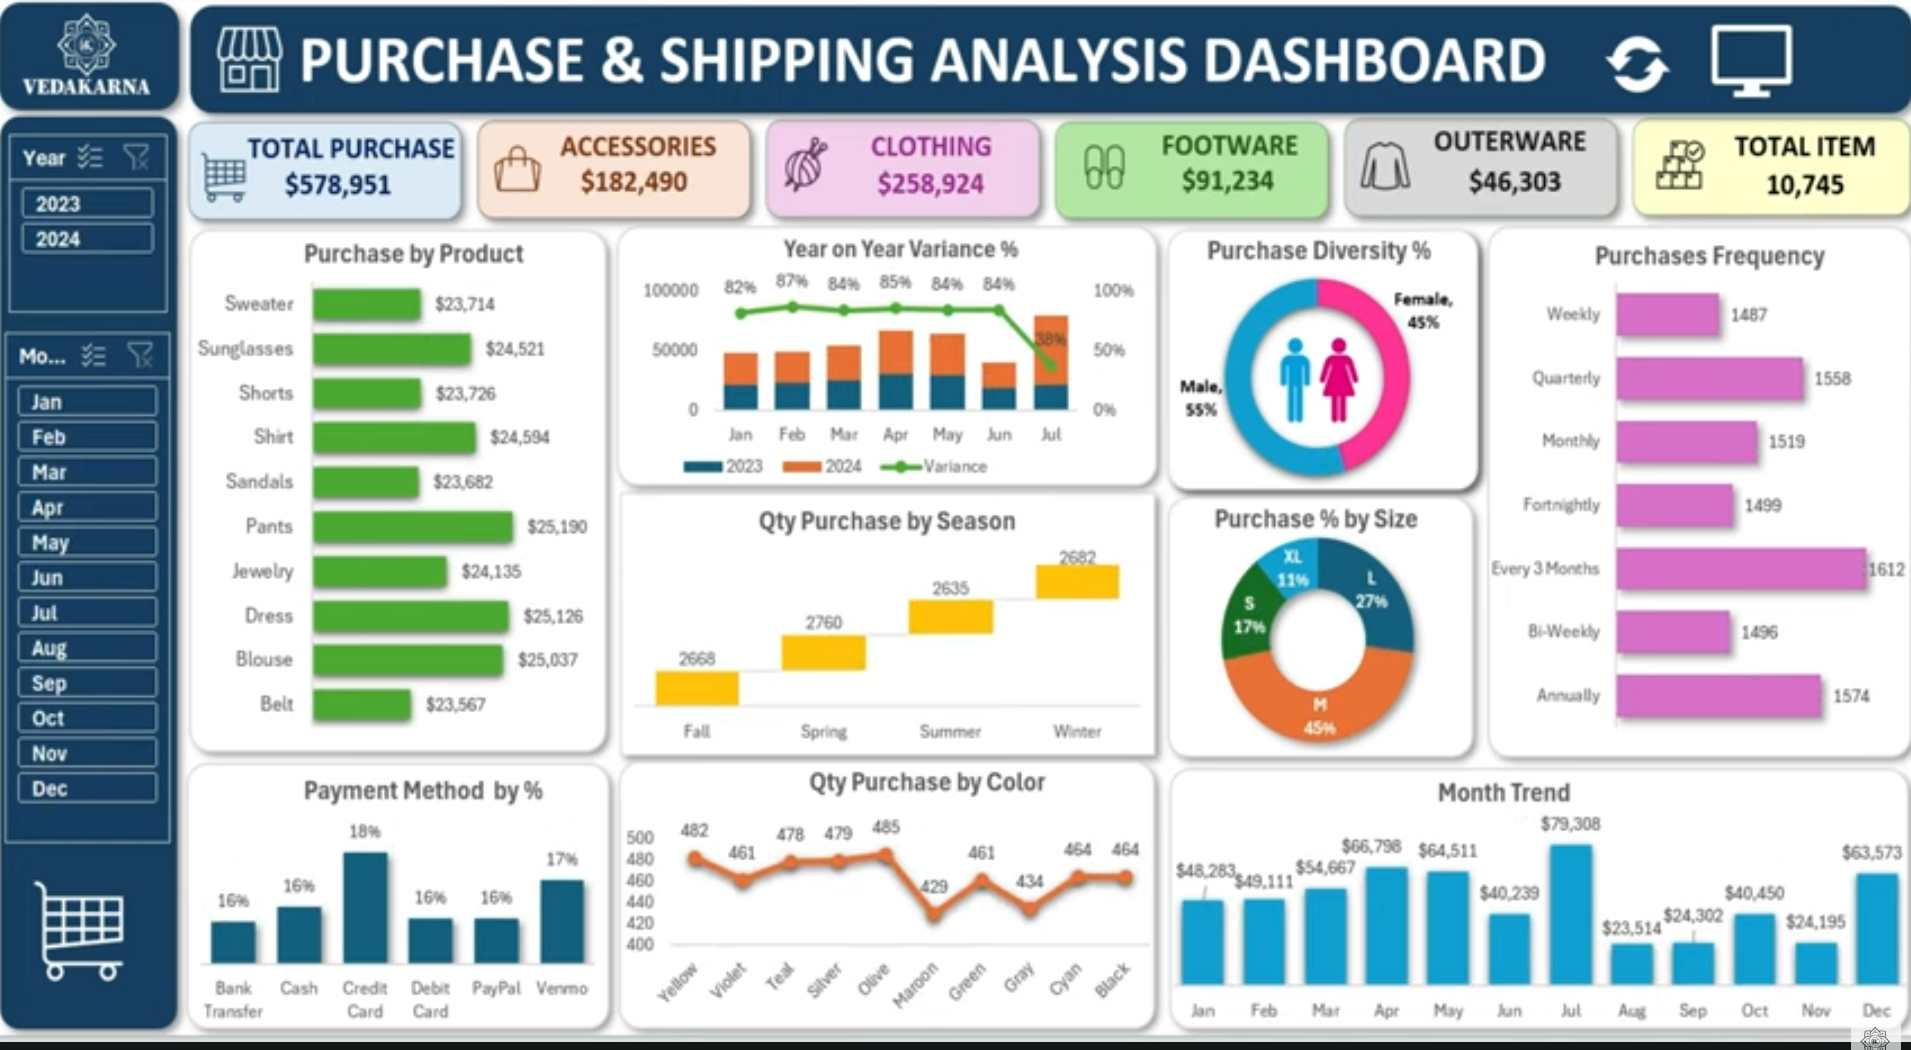 VEDAKARNA
PURCHASE & SHIPPING ANALYSIS DASHBOARD
Year
2023
2024
Mo...
Jan
Feb
Mar
Apr
May
Jun
Jul
Aug
Sep
Oct
Nov
Dec
TOTAL PURCHASE
$578,951
ACCESSORIES
$182,490
CLOTHING
$258,924
FOOTWARE
$91,234
OUTERWARE
$46,303
TOTAL ITEM
10,745
Purchase by Product
Sweater $23,714
Sunglasses $24,521
Shorts $23,726
Shirt $24,594
Sandals $23,682
Pants $25,190
Jewelry $24,135
Dress $25,126
Blouse $25,037
Belt $23,567
Year on Year Variance %
82% 87% 84% 85% 84% 84%
100000 100%
38%
50000 50%
0 0%
Jan Feb Mar Apr May Jun Jul
2023 2024 Variance
Purchase Diversity %
Female,
45%
Male,
55%
Purchases Frequency
Weekly 1487
Quarterly 1558
Monthly 1519
Fortnightly 1499
Every 3 Months 1612
Bi-Weekly 1496
Annually 1574
Qty Purchase by Season
2682
2635
2760
2668
Fall Spring Summer Winter
Purchase % by Size
XL
11%
L
27%
S
17%
M
45%
Payment Method by %
16% 16% 18% 16% 16% 17%
Bank Transfer Cash Credit Card Debit Card PayPal Venmo
Qty Purchase by Color
500
480
460
440
420
400
482 461 478 479 485 429 461 434 464 464
Yellow Violet Teal Silver Olive Maroon Green Gray Cyan Black
Month Trend
$48,283 $49,111 $54,667 $66,798 $64,511 $40,239 $79,308 $23,514 $24,302 $40,450 $24,195 $63,573
Jan Feb Mar Apr May Jun Jul Aug Sep Oct Nov Dec